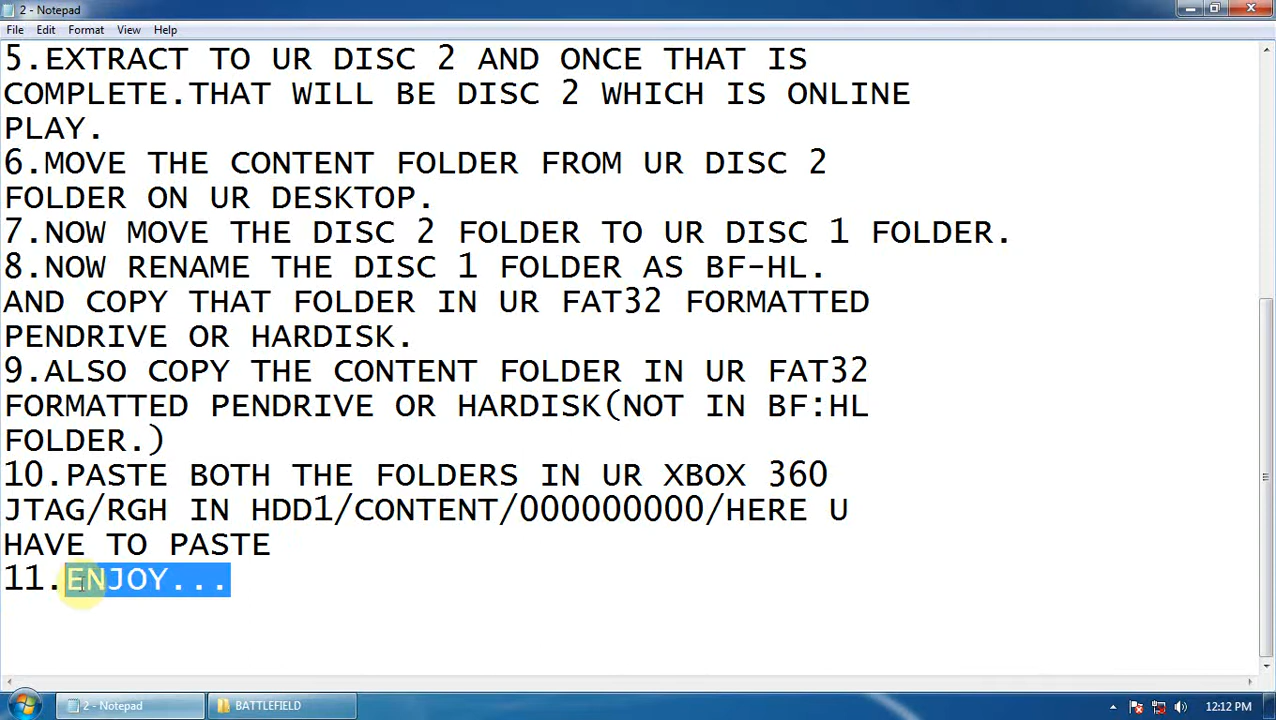 2 - Notepad
File Edit Format View Help
5.EXTRACT TO UR DISC 2 AND ONCE THAT IS
COMPLETE.THAT WILL BE DISC 2 WHICH IS ONLINE
PLAY.
6.MOVE THE CONTENT FOLDER FROM UR DISC 2
FOLDER ON UR DESKTOP.
7.NOW MOVE THE DISC 2 FOLDER TO UR DISC 1 FOLDER.
8.NOW RENAME THE DISC 1 FOLDER AS BF-HL.
AND COPY THAT FOLDER IN UR FAT32 FORMATTED
PENDRIVE OR HARDISK.
9.ALSO COPY THE CONTENT FOLDER IN UR FAT32
FORMATTED PENDRIVE OR HARDISK(NOT IN BF:HL
FOLDER.)
10.PASTE BOTH THE FOLDERS IN UR XBOX 360
JTAG/RGH IN HDD1/CONTENT/000000000/HERE U
HAVE TO PASTE
11.ENJOY...
2 - Notepad BATTLEFIELD 12:12 PM